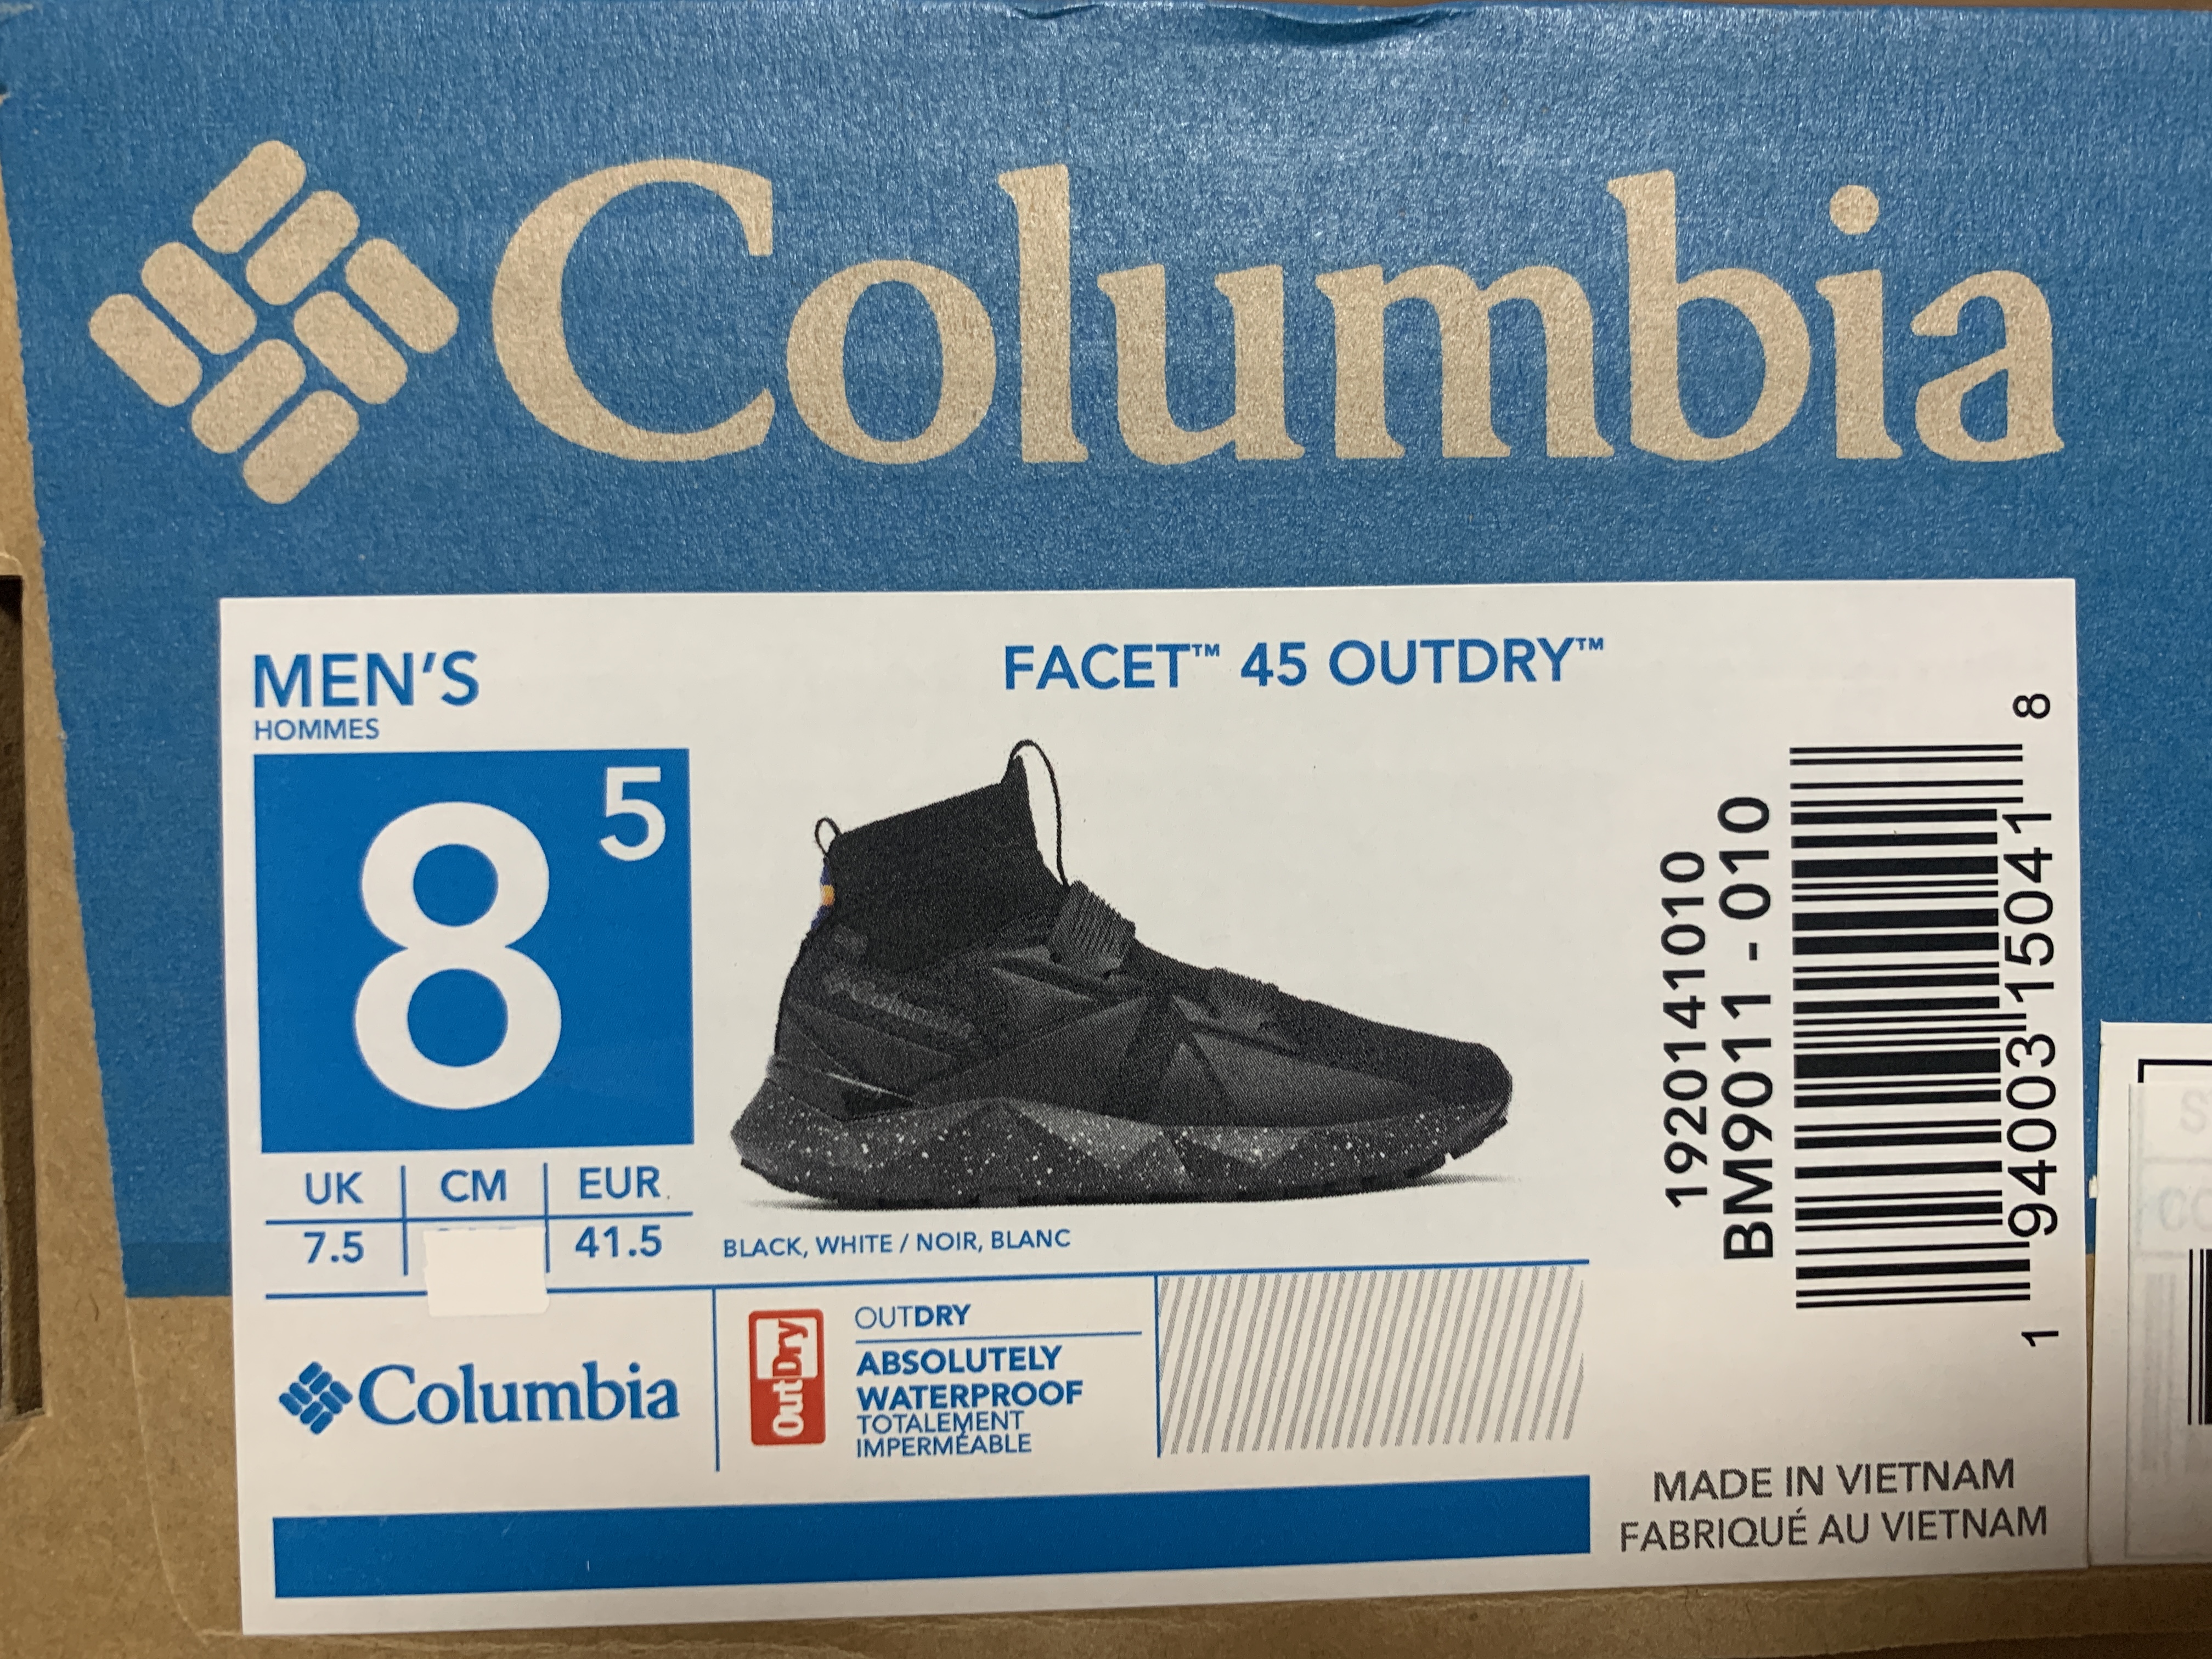 Columbia
MEN'S
HOMMES
8 5
FACET™ 45 OUTDRY™
UK CM EUR
7.5 41.5
BLACK, WHITE / NOIR, BLANC
Columbia
OutDry
OUTDRY
ABSOLUTELY
WATERPROOF
TOTALEMENT
IMPERMÉABLE
1920141010
BM9011 - 010
1 94003 15041 8
MADE IN VIETNAM
FABRIQUÉ AU VIETNAM